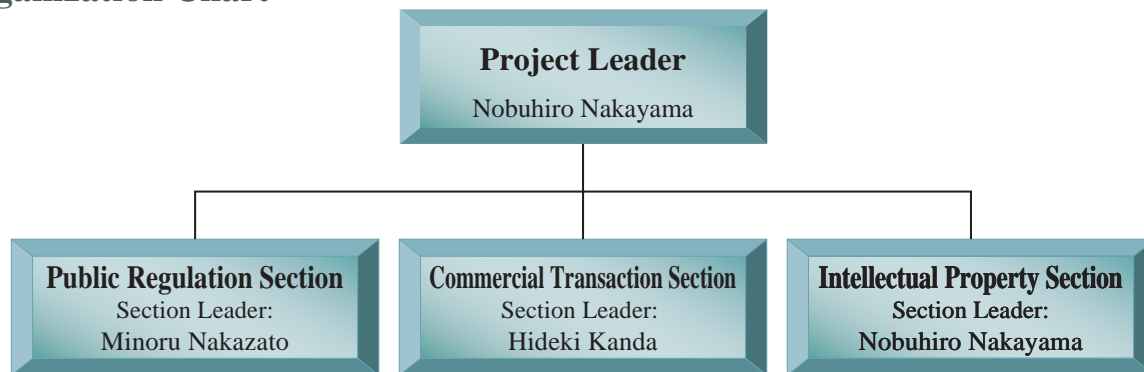 Project Leader
Nobuhiro Nakayama
Public Regulation Section
Section Leader:
Minoru Nakazato
Commercial Transaction Section
Section Leader:
Hideki Kanda
Intellectual Property Section
Section Leader:
Nobuhiro Nakayama